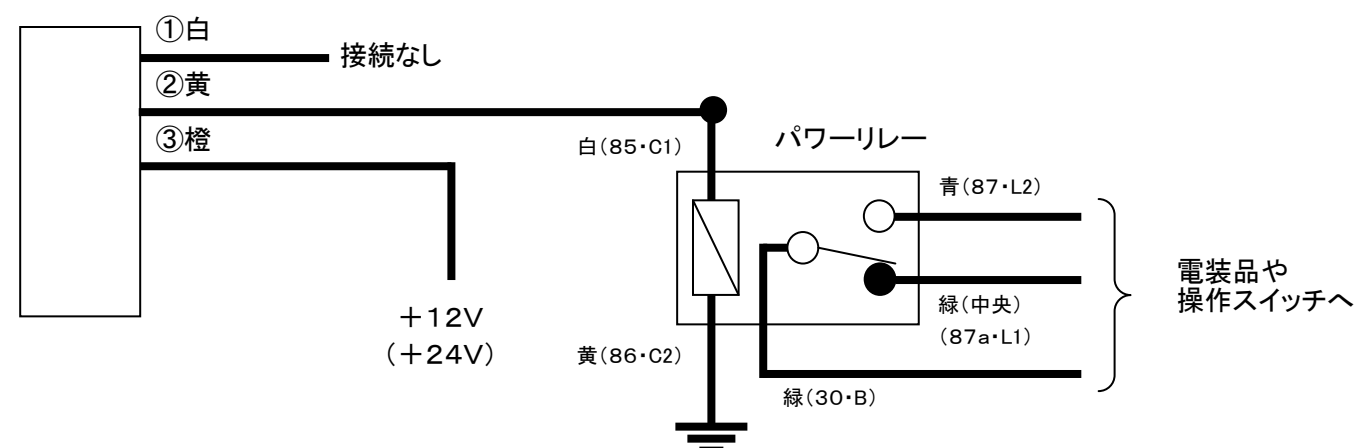 ①白
接続なし
②黄
③橙
白(85・C1)
パワーリレー
青(87・L2)
電装品や
操作スイッチへ
緑(中央)
(87a・L1)
+12V
(+24V)
黄(86・C2)
緑(30・B)